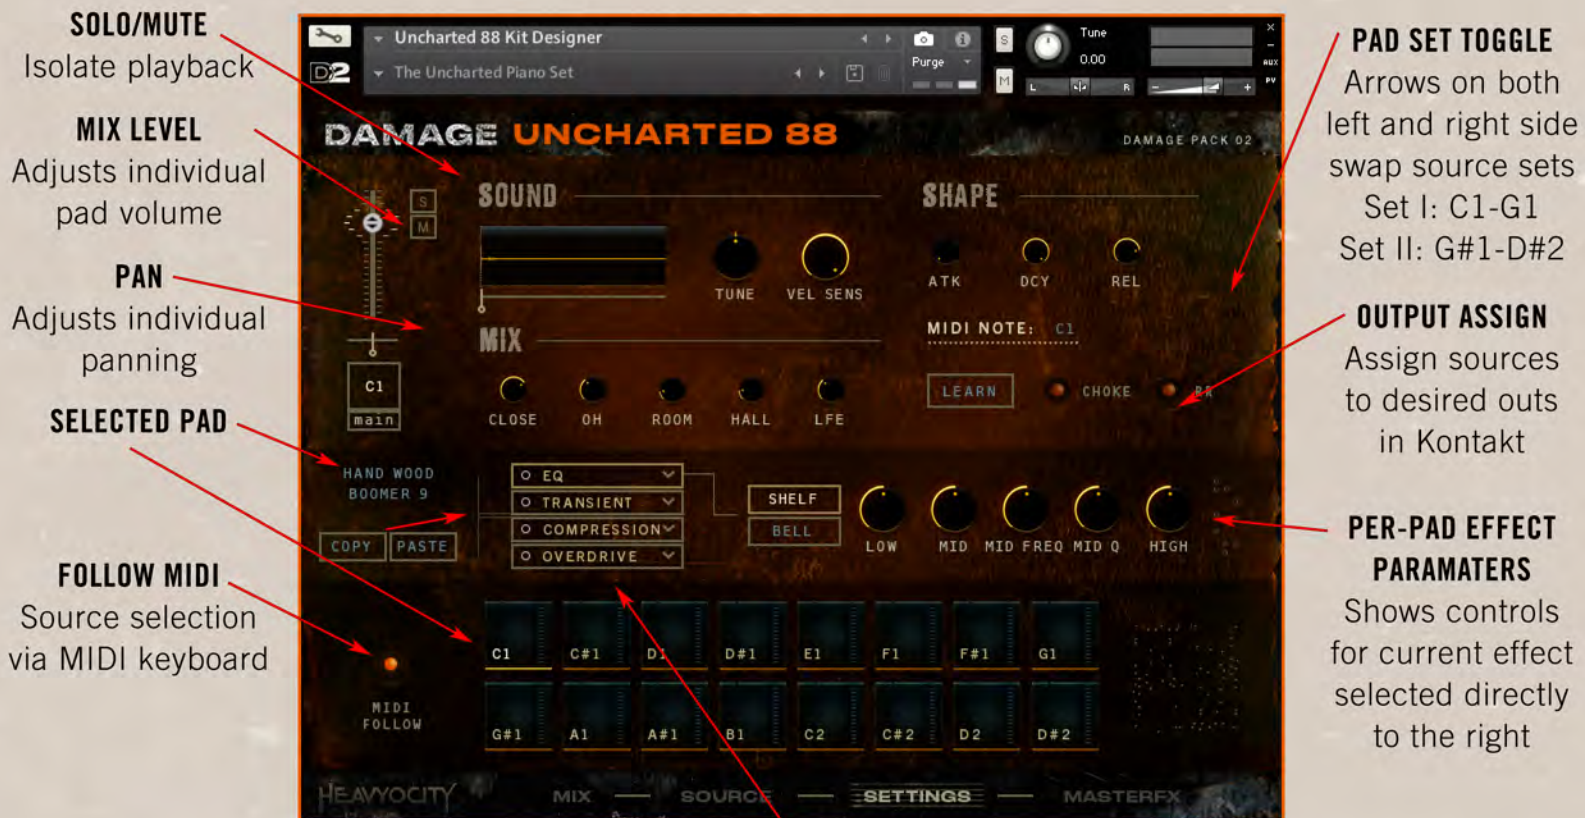 SOLO/MUTE
Isolate playback
MIX LEVEL
Adjusts individual
pad volume
PAN
Adjusts individual
panning
SELECTED PAD
FOLLOW MIDI
Source selection
via MIDI keyboard
Uncharted 88 Kit Designer
The Uncharted Piano Set
Purge
S
M
Tune
0.00
L
R
AUX
PV
D2
DAMAGE UNCHARTED 88
DAMAGE PACK 02
S
M
SOUND
SHAPE
TUNE
VEL SENS
ATK
DCY
REL
MIDI NOTE: C1
MIX
C1
main
CLOSE
OH
ROOM
HALL
LFE
LEARN
CHOKE
HAND WOOD
BOOMER 9
COPY
PASTE
EQ
TRANSIENT
COMPRESSION
OVERDRIVE
SHELF
BELL
LOW
MID
MID FREQ
MID Q
HIGH
C1
C#1
D1
D#1
E1
F1
F#1
G1
MIDI
FOLLOW
G#1
A1
A#1
B1
C2
C#2
D2
D#2
HEAVYOCITY
MIX
SOURCE
SETTINGS
MASTERFX
PAD SET TOGGLE
Arrows on both
left and right side
swap source sets
Set I: C1-G1
Set II: G#1-D#2
OUTPUT ASSIGN
Assign sources
to desired outs
in Kontakt
PER-PAD EFFECT
PARAMATERS
Shows controls
for current effect
selected directly
to the right